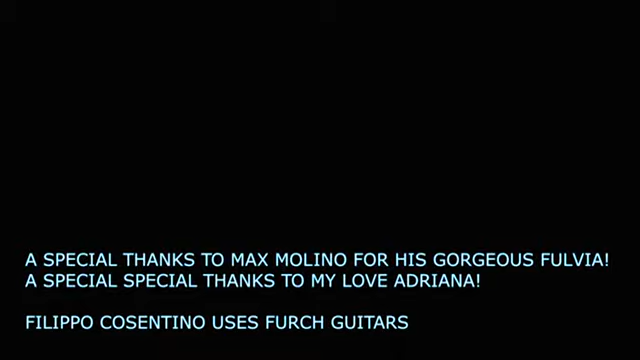 A SPECIAL THANKS TO MAX MOLINO FOR HIS GORGEOUS FULVIA!
A SPECIAL SPECIAL THANKS TO MY LOVE ADRIANA!
FILIPPO COSENTINO USES FURCH GUITARS